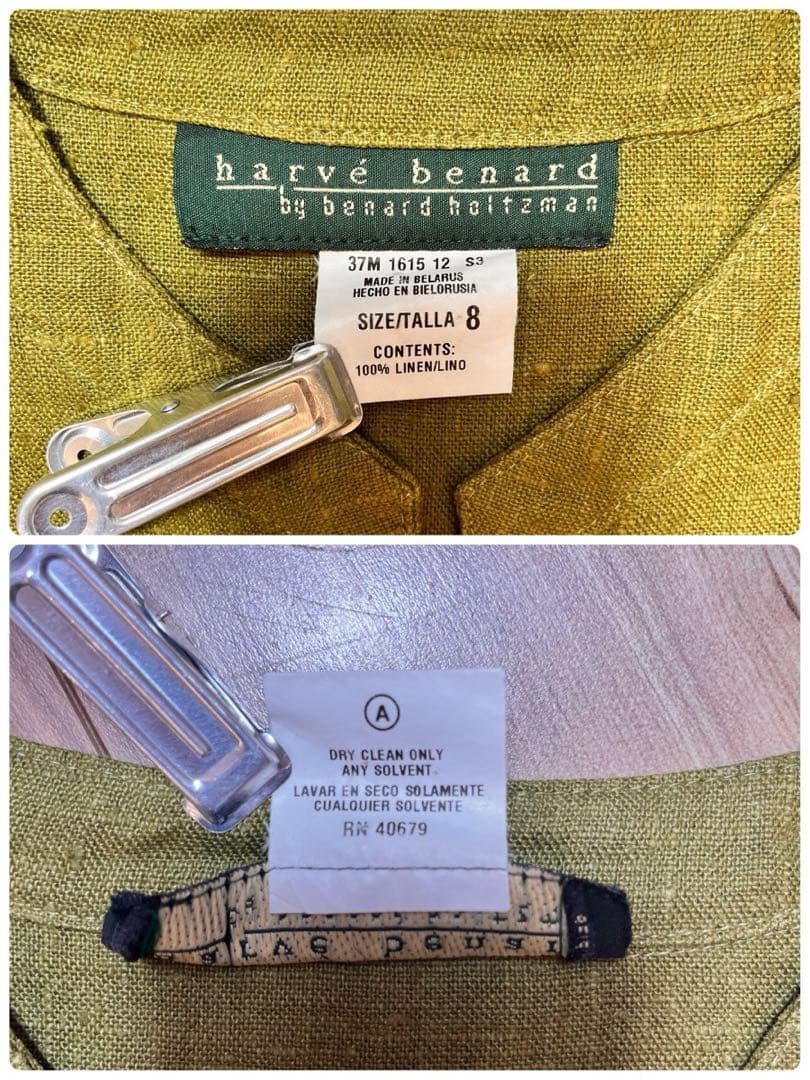 harvé benard
by benard holtzman
37M 1615 12 S3
MADE IN BELARUS
HECHO EN BIELORUSIA
SIZE/TALLA 8
CONTENTS:
100% LINEN/LINO
A
DRY CLEAN ONLY
ANY SOLVENT
LAVAR EN SECO SOLAMENTE
CUALQUIER SOLVENTE
RN 40679